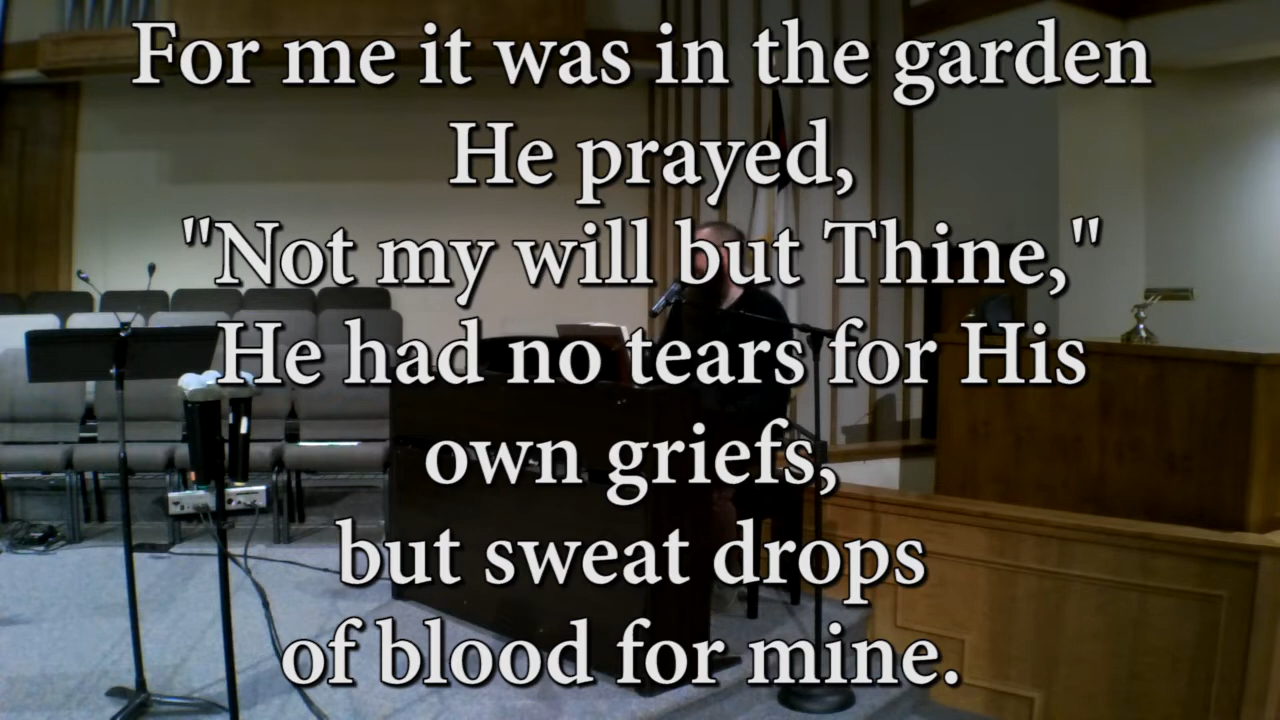 For me it was in the garden
He prayed,
"Not my will but Thine,"
He had no tears for His
own griefs,
but sweat drops
of blood for mine.